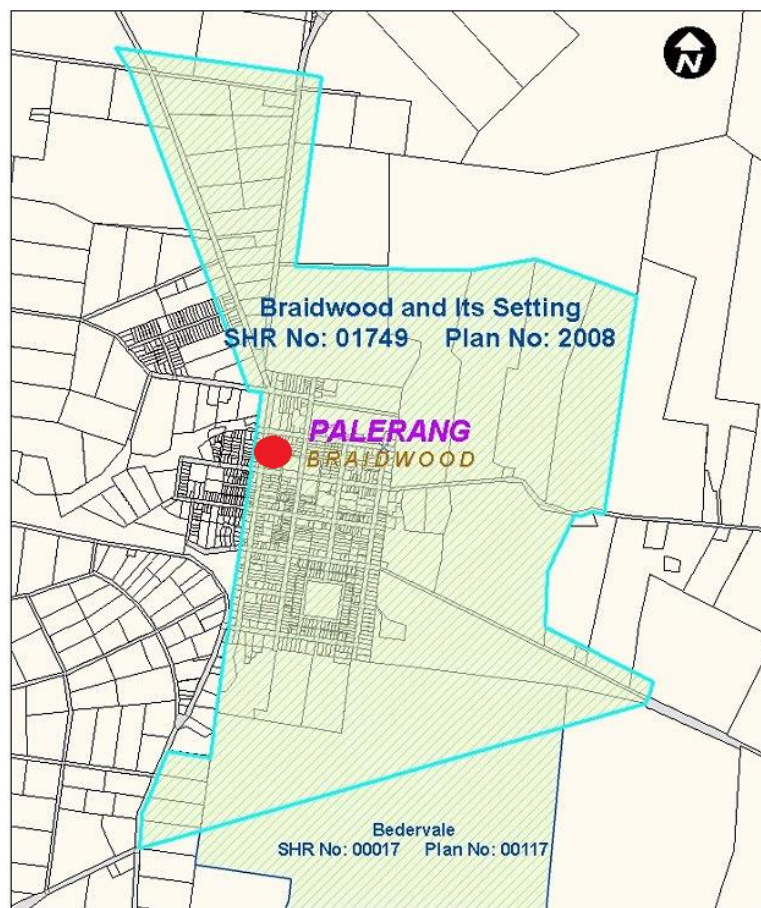 N
Braidwood and Its Setting
SHR No: 01749 Plan No: 2008
PALERANG
BRAIDWOOD
Bedervale
SHR No: 00017 Plan No: 00117